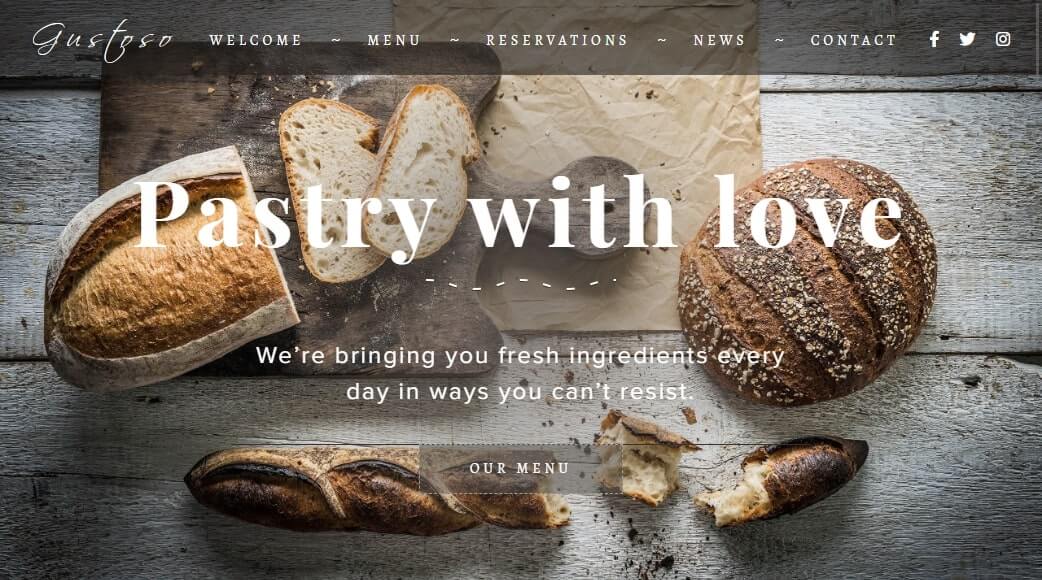 Gustoso WELCOME ~ MENU ~ RESERVATIONS ~ NEWS ~ CONTACT
Pastry with love
We’re bringing you fresh ingredients every
day in ways you can’t resist.
OUR MENU